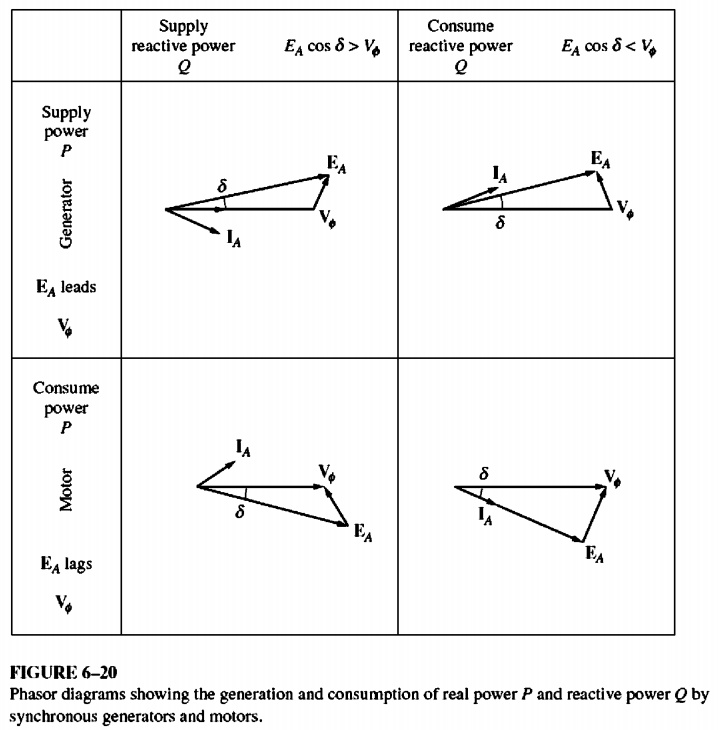 Supply
reactive power
Q
E_A cos δ > V_ϕ
Consume
reactive power
Q
E_A cos δ < V_ϕ
Supply
power
P
Generator
E_A leads
V_ϕ
δ
E_A
V_ϕ
I_A
I_A
E_A
δ
V_ϕ
Consume
power
P
Motor
E_A lags
V_ϕ
I_A
V_ϕ
δ
E_A
δ
V_ϕ
I_A
E_A
FIGURE 6–20
Phasor diagrams showing the generation and consumption of real power P and reactive power Q by
synchronous generators and motors.